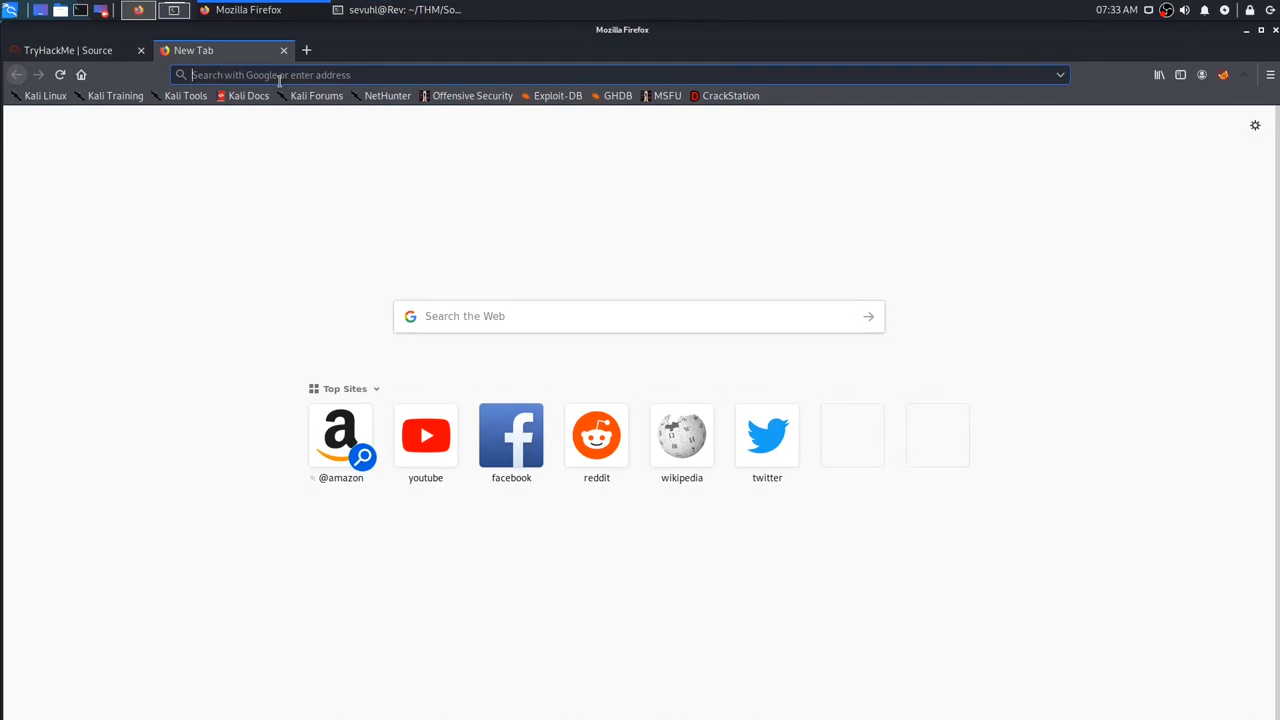 Mozilla Firefox
sevuhl@Rev: ~/THM/So...
07:33 AM
Mozilla Firefox
TryHackMe | Source
New Tab
Search with Google or enter address
Kali Linux
Kali Training
Kali Tools
Kali Docs
Kali Forums
NetHunter
Offensive Security
Exploit-DB
GHDB
MSFU
CrackStation
Search the Web
Top Sites
@amazon
youtube
facebook
reddit
wikipedia
twitter